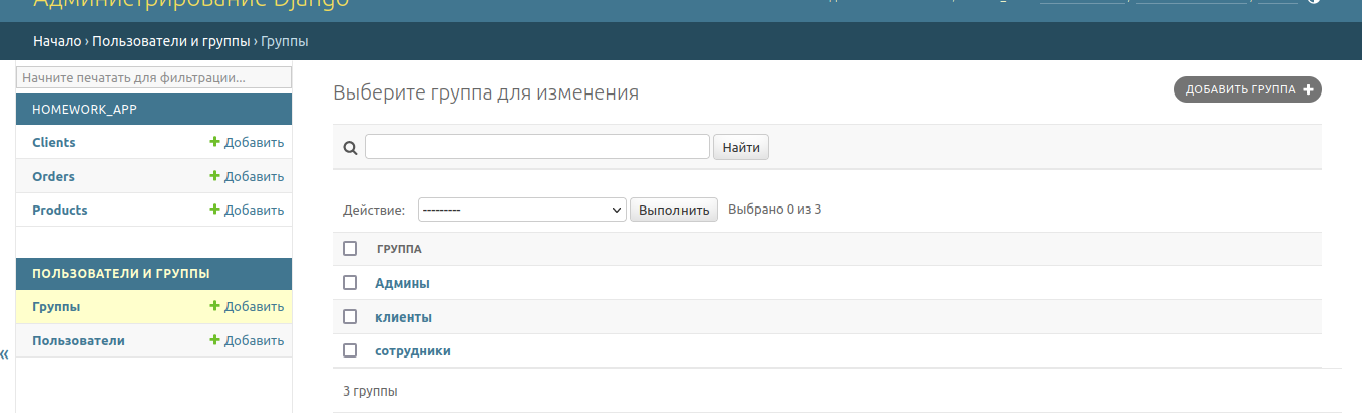 Администрирование Django
Начало › Пользователи и группы › Группы
Начните печатать для фильтрации...
HOMEWORK_APP
Clients
Добавить
Orders
Добавить
Products
Добавить
ПОЛЬЗОВАТЕЛИ И ГРУППЫ
Группы
Добавить
Пользователи
Добавить
«
Выберите группа для изменения
ДОБАВИТЬ ГРУППА
Найти
Действие:
---------
Выполнить
Выбрано 0 из 3
ГРУППА
Админы
клиенты
сотрудники
3 группы